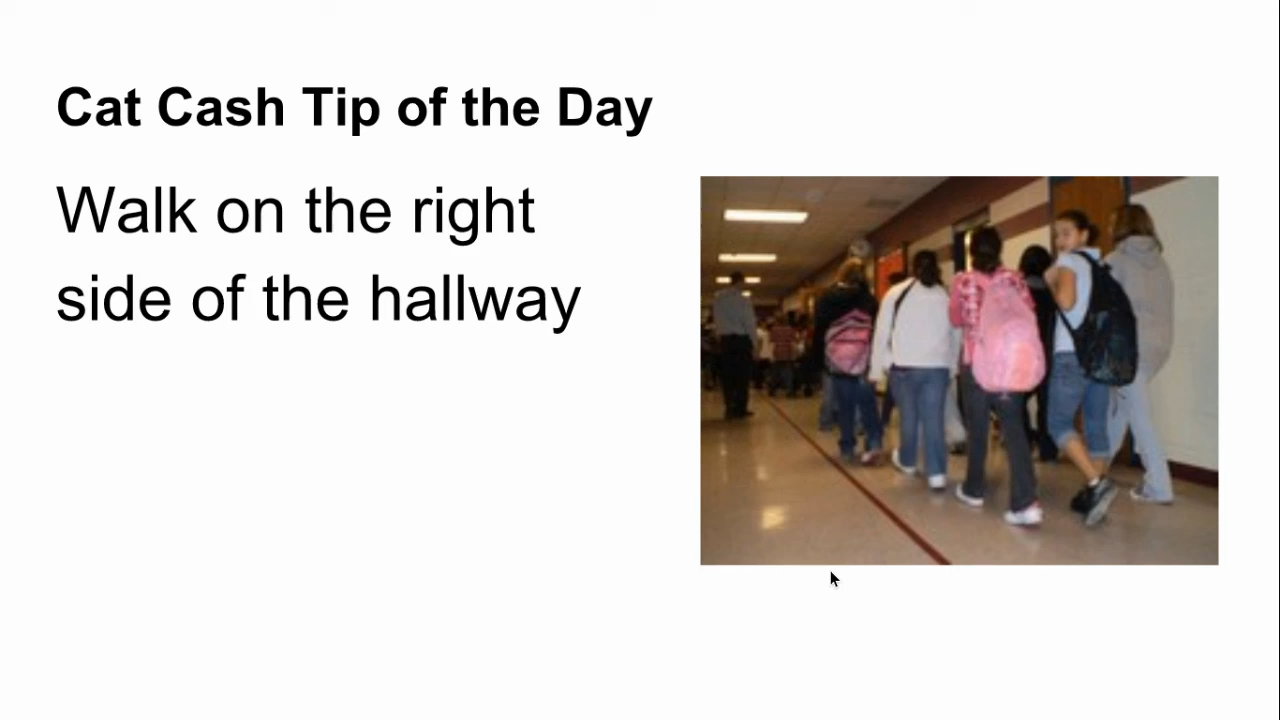 Cat Cash Tip of the Day
Walk on the right
side of the hallway